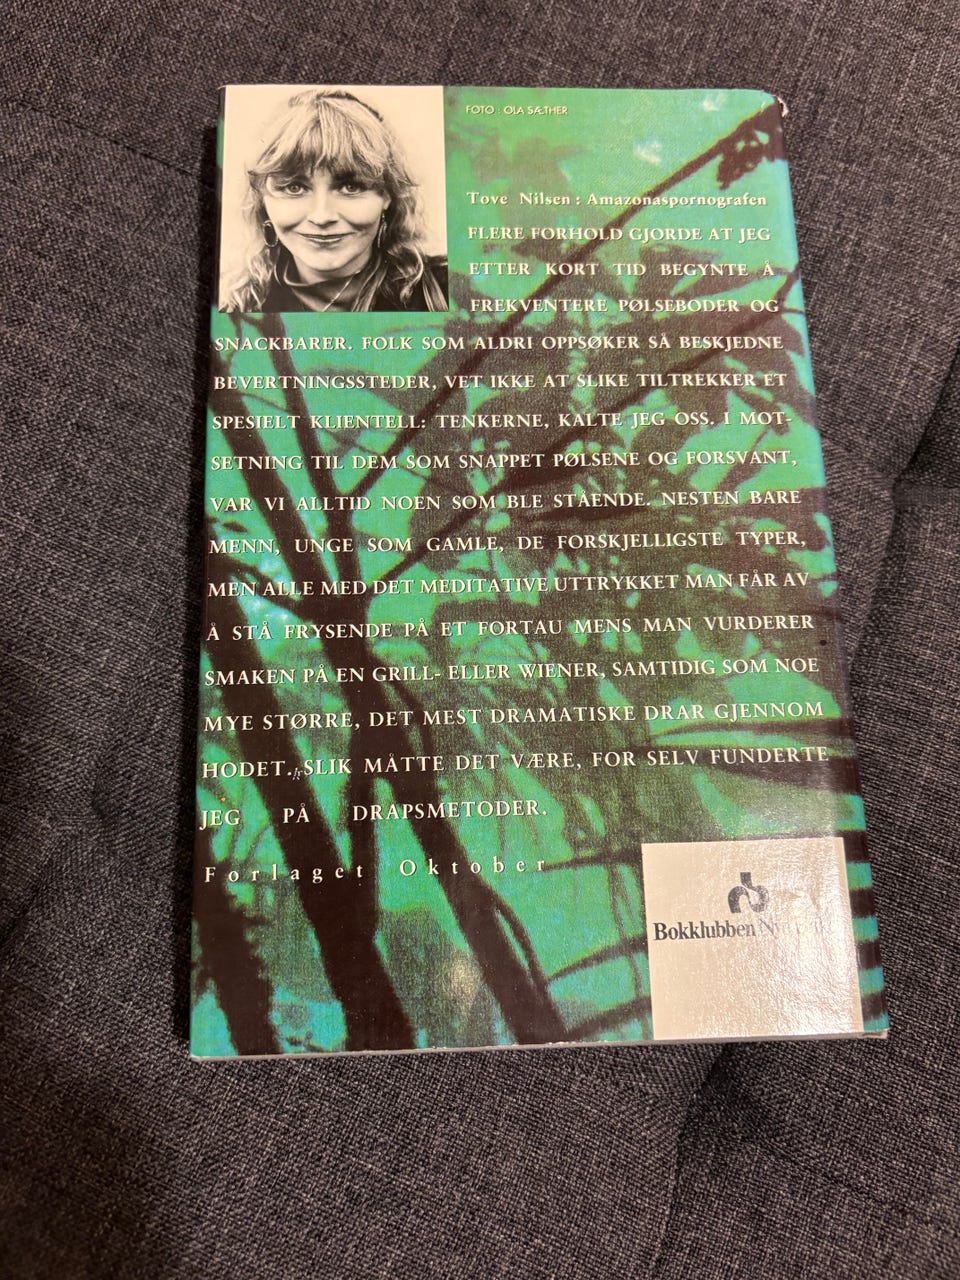 FOTO : OLA SÆTHER
Tove Nilsen : Amazonaspornografen
FLERE FORHOLD GJORDE AT JEG
ETTER KORT TID BEGYNTE Å
FREKVENTERE PØLSEBODER OG
SNACKBARER. FOLK SOM ALDRI OPPSØKER SÅ BESKJEDNE
BEVERTNINGSSTEDER, VET IKKE AT SLIKE TILTREKKER ET
SPESIELT KLIENTELL: TENKERNE, KALTE JEG OSS. I MOT-
SETNING TIL DEM SOM SNAPPET PØLSENE OG FORSVANT,
VAR VI ALLTID NOEN SOM BLE STÅENDE. NESTEN BARE
MENN, UNGE SOM GAMLE, DE FORSKJELLIGSTE TYPER,
MEN ALLE MED DET MEDITATIVE UTTRYKKET MAN FÅR AV
Å STÅ FRYSENDE PÅ ET FORTAU MENS MAN VURDERER
SMAKEN PÅ EN GRILL- ELLER WIENER, SAMTIDIG SOM NOE
MYE STØRRE, DET MEST DRAMATISKE DRAR GJENNOM
HODET. SLIK MÅTTE DET VÆRE, FOR SELV FUNDERTE
JEG PÅ DRAPSMETODER.
Forlaget Oktober
Bokklubben